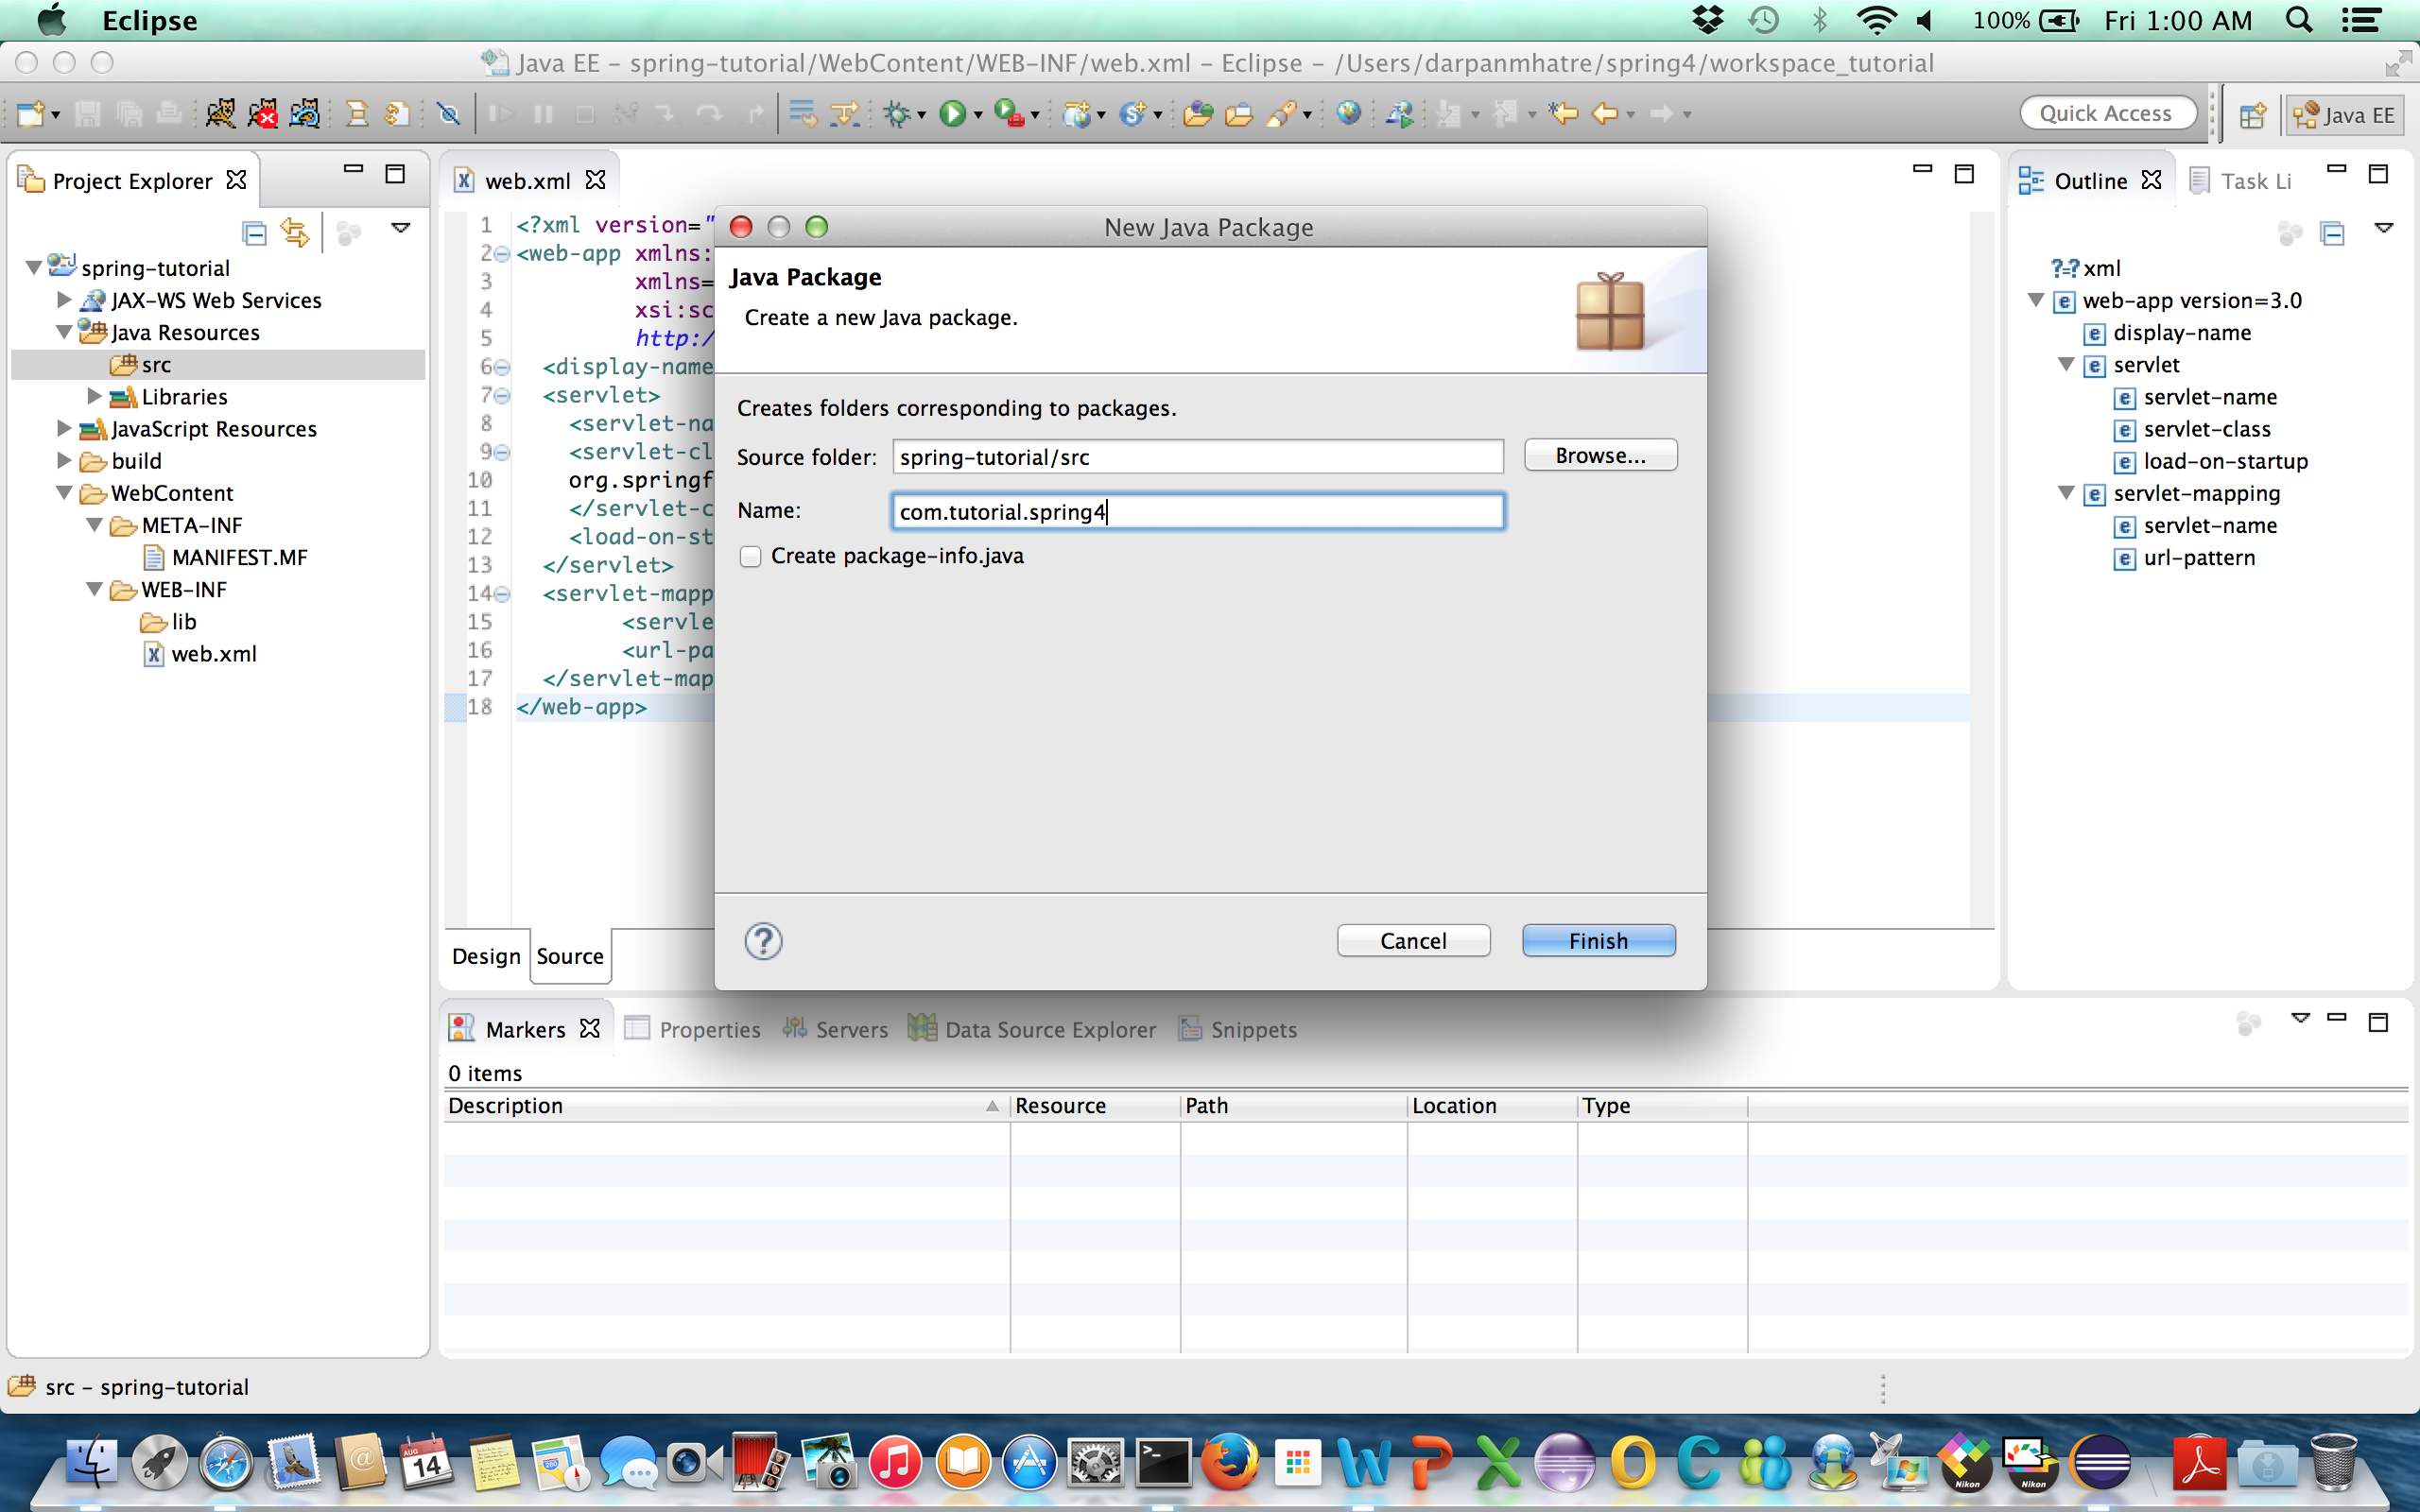 Eclipse
100%
Fri 1:00 AM
Java EE – spring-tutorial/WebContent/WEB-INF/web.xml – Eclipse – /Users/darpanmhatre/spring4/workspace_tutorial
Quick Access
Java EE
Project Explorer
spring-tutorial
JAX-WS Web Services
Java Resources
src
Libraries
JavaScript Resources
build
WebContent
META-INF
MANIFEST.MF
WEB-INF
lib
web.xml
web.xml
1 <?xml version="
2 <web-app xmlns:
3 xmlns=
4 xsi:sc
5 http:/
6 <display-name
7 <servlet>
8 <servlet-na
9 <servlet-cl
10 org.springf
11 </servlet-c
12 <load-on-st
13 </servlet>
14 <servlet-mapp
15 <servle
16 <url-pa
17 </servlet-map
18 </web-app>
Design
Source
New Java Package
Java Package
Create a new Java package.
Creates folders corresponding to packages.
Source folder:
spring-tutorial/src
Browse...
Name:
com.tutorial.spring4
Create package-info.java
?
Cancel
Finish
Outline
Task Li
?=? xml
e web-app version=3.0
e display-name
e servlet
e servlet-name
e servlet-class
e load-on-startup
e servlet-mapping
e servlet-name
e url-pattern
Markers
Properties
Servers
Data Source Explorer
Snippets
0 items
Description
Resource
Path
Location
Type
src – spring-tutorial
AUG
14
280
Nikon
Nikon